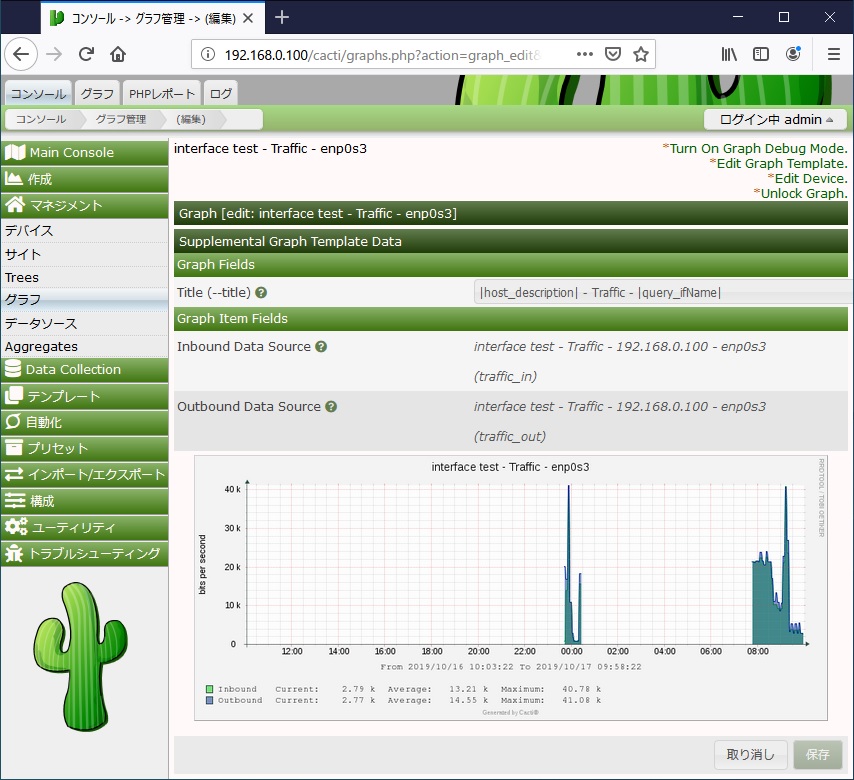 コンソール -> グラフ管理 -> (編集)
192.168.0.100/cacti/graphs.php?action=graph_edit
コンソール グラフ PHPレポート ログ
コンソール グラフ管理 (編集)
ログイン中 admin
Main Console
作成
マネジメント
デバイス
サイト
Trees
グラフ
データソース
Aggregates
Data Collection
テンプレート
自動化
プリセット
インポート/エクスポート
構成
ユーティリティ
トラブルシューティング
interface test - Traffic - enp0s3
*Turn On Graph Debug Mode.
*Edit Graph Template.
*Edit Device.
*Unlock Graph.
Graph [edit: interface test - Traffic - enp0s3]
Supplemental Graph Template Data
Graph Fields
Title (--title) |host_description| - Traffic - |query_ifName|
Graph Item Fields
Inbound Data Source interface test - Traffic - 192.168.0.100 - enp0s3
(traffic_in)
Outbound Data Source interface test - Traffic - 192.168.0.100 - enp0s3
(traffic_out)
interface test - Traffic - enp0s3
RRDTOOL / TOBI OETIKER
bits per second
40 k
30 k
20 k
10 k
0
12:00 14:00 16:00 18:00 20:00 22:00 00:00 02:00 04:00 06:00 08:00
From 2019/10/16 10:03:22 To 2019/10/17 09:58:22
Inbound Current: 2.79 k Average: 13.21 k Maximum: 40.78 k
Outbound Current: 2.77 k Average: 14.55 k Maximum: 41.08 k
Generated by Cacti®
取り消し 保存